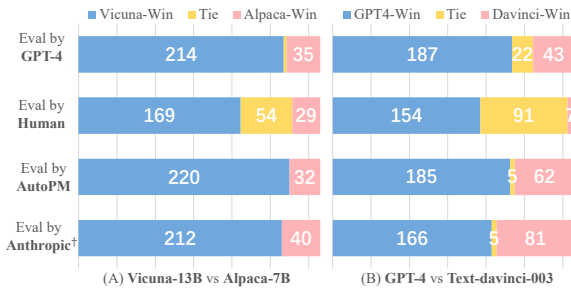 Vicuna-Win Tie Alpaca-Win GPT4-Win Tie Davinci-Win
Eval by
GPT-4
214 35 187 22 43
Eval by
Human
169 54 29 154 91 7
Eval by
AutoPM
220 32 185 5 62
Eval by
Anthropic†
212 40 166 5 81
(A) Vicuna-13B vs Alpaca-7B (B) GPT-4 vs Text-davinci-003